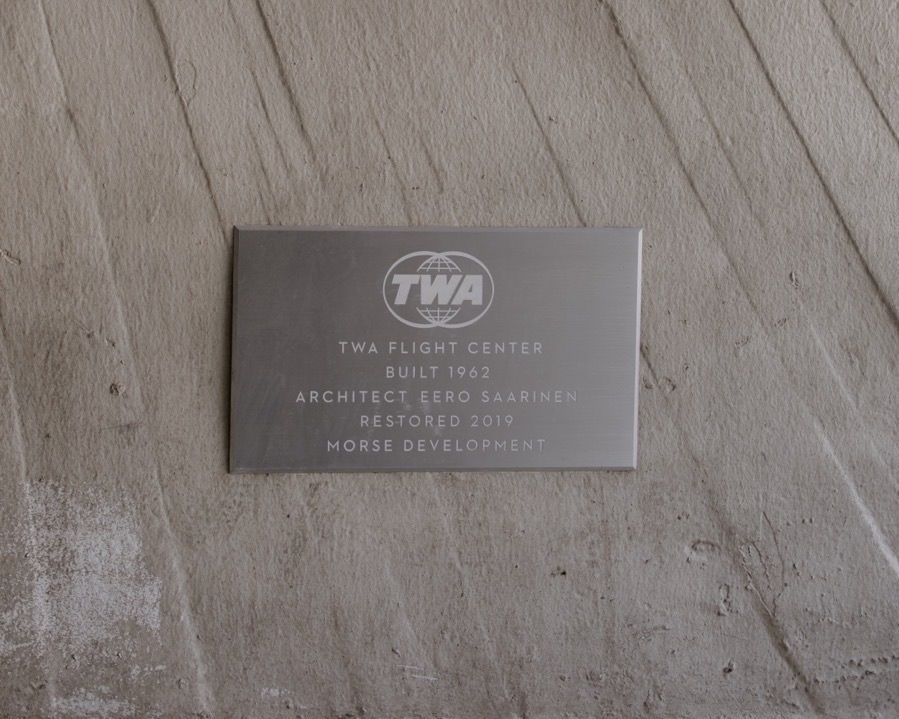 TWA
TWA FLIGHT CENTER
BUILT 1962
ARCHITECT EERO SAARINEN
RESTORED 2019
MORSE DEVELOPMENT